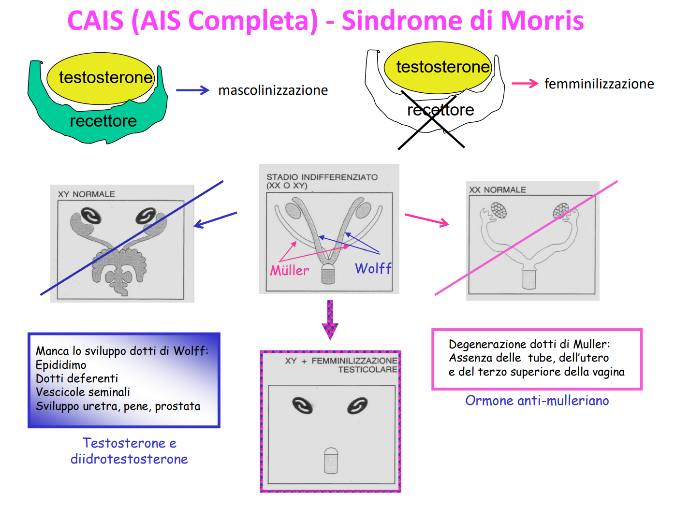 CAIS (AIS Completa) - Sindrome di Morris
testosterone
recettore
mascolinizzazione
testosterone
recettore
femminilizzazione
XY NORMALE
STADIO INDIFFERENZIATO
(XX O XY)
Müller
Wolff
XX NORMALE
Manca lo sviluppo dotti di Wolff:
Epididimo
Dotti deferenti
Vescicole seminali
Sviluppo uretra, pene, prostata
Testosterone e
diidrotestosterone
XY + FEMMINILIZZAZIONE
TESTICOLARE
Degenerazione dotti di Muller:
Assenza delle tube, dell'utero
e del terzo superiore della vagina
Ormone anti-mulleriano